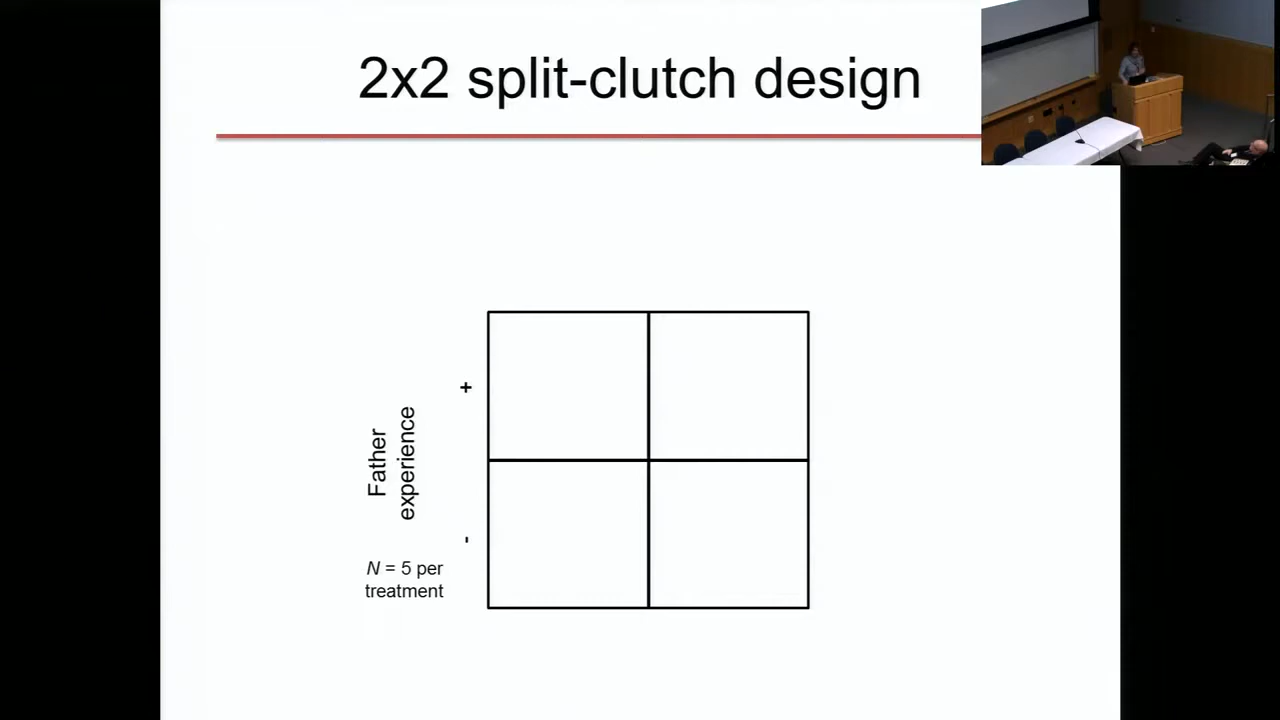 2x2 split-clutch design
+
Father
experience
-
N = 5 per
treatment